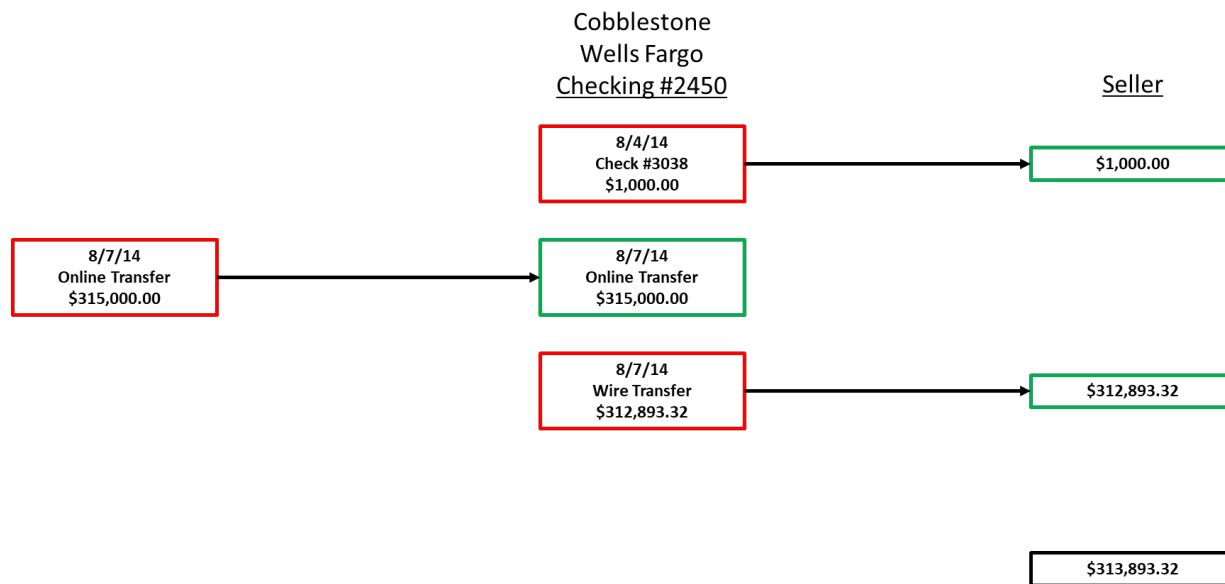 Cobblestone
Wells Fargo
Checking #2450
Seller
8/4/14
Check #3038
$1,000.00
$1,000.00
8/7/14
Online Transfer
$315,000.00
8/7/14
Online Transfer
$315,000.00
8/7/14
Wire Transfer
$312,893.32
$312,893.32
$313,893.32